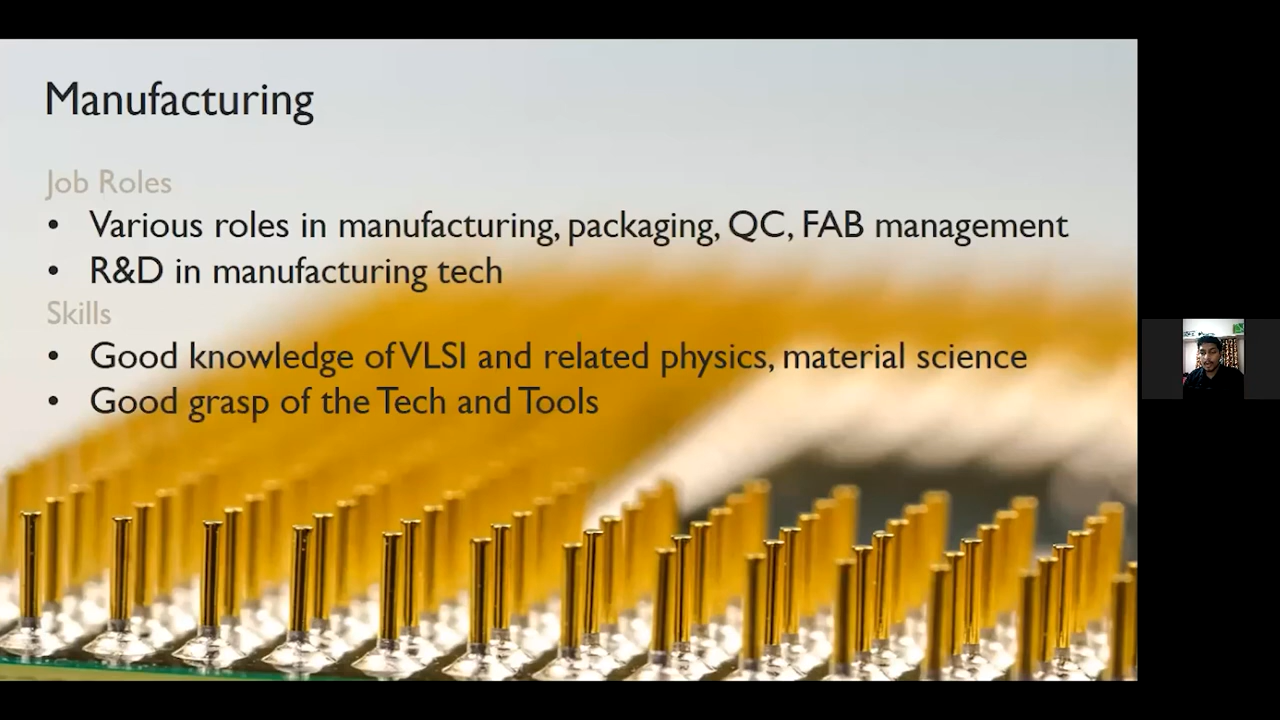 Manufacturing
Job Roles
• Various roles in manufacturing, packaging, QC, FAB management
• R&D in manufacturing tech
Skills
• Good knowledge of VLSI and related physics, material science
• Good grasp of the Tech and Tools